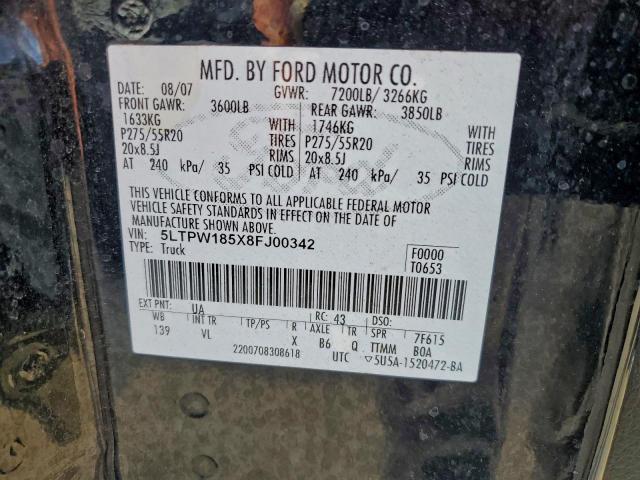 MFD. BY FORD MOTOR CO.
DATE: 08/07 GVWR: 7200LB/ 3266KG
FRONT GAWR: 3600LB REAR GAWR: 3850LB
1633KG WITH 1746KG WITH
P275/55R20 TIRES P275/55R20 TIRES
20x8.5J RIMS 20x8.5J RIMS
AT 240 kPa/ 35 PSI COLD AT 240 kPa/ 35 PSI COLD
THIS VEHICLE CONFORMS TO ALL APPLICABLE FEDERAL MOTOR
VEHICLE SAFETY STANDARDS IN EFFECT ON THE DATE OF
MANUFACTURE SHOWN ABOVE.
VIN: 5LTPW185X8FJ00342 F0000
TYPE: Truck T0653
EXT PNT: UA RC: 43 DSO:
WB INT TR TP/PS R AXLE TR SPR 7F615
139 VL X B6 Q TTMM BOA
2200708308618 UTC ▽5U5A-1520472-BA
Ford